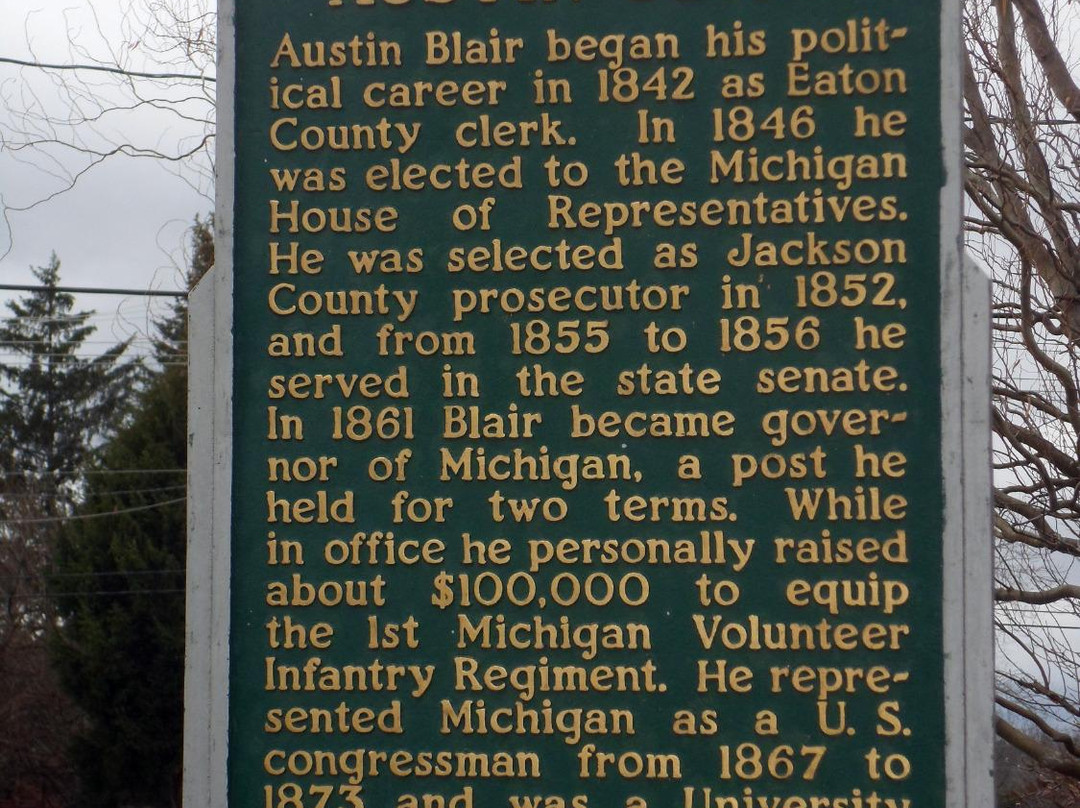 Austin Blair began his polit-
ical career in 1842 as Eaton
County clerk. In 1846 he
was elected to the Michigan
House of Representatives.
He was selected as Jackson
County prosecutor in 1852,
and from 1855 to 1856 he
served in the state senate.
In 1861 Blair became gover-
nor of Michigan, a post he
held for two terms. While
in office he personally raised
about $100,000 to equip
the 1st Michigan Volunteer
Infantry Regiment. He repre-
sented Michigan as a U. S.
congressman from 1867 to
1873 and was a University